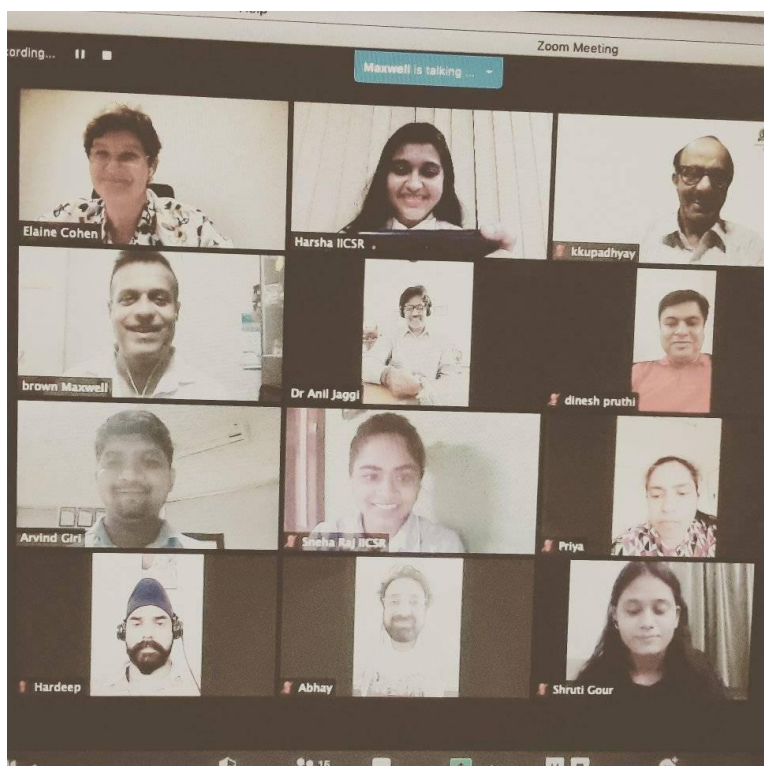 Zoom Meeting
Maxwell is talking ...
Elaine Cohen
Harsha IICSR
kkupadhyay
brown Maxwell
Dr Anil Jaggi
dinesh pruthi
Arvind Giri
Sneha Raj IICSR
Priya
Hardeep
Abhay
Shruti Gour